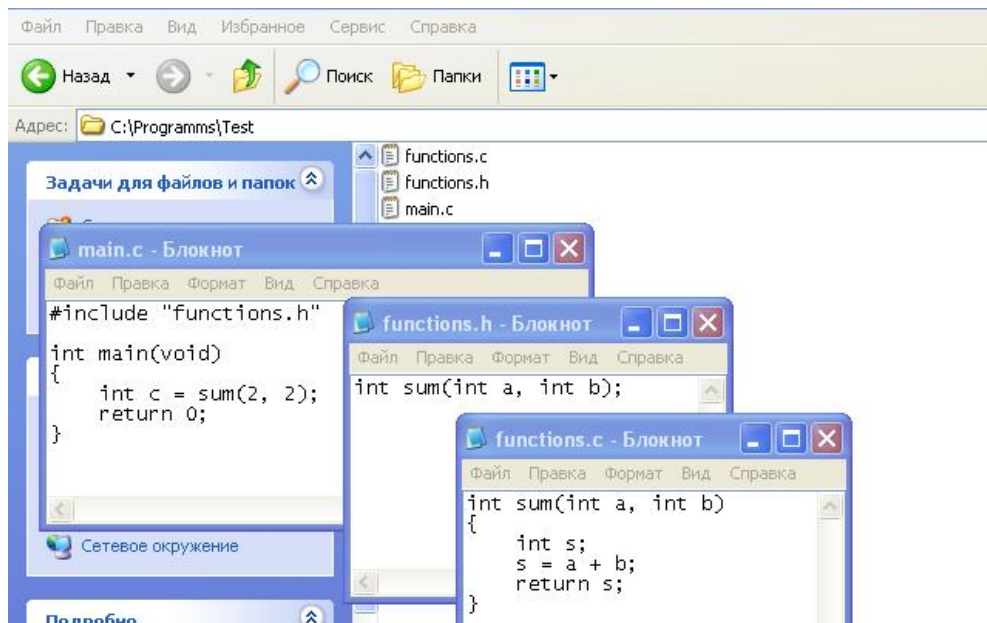 Файл Правка Вид Избранное Сервис Справка
Назад Поиск Папки
Адрес: C:\Programms\Test
Задачи для файлов и папок
functions.c
functions.h
main.c
main.c - Блокнот
Файл Правка Формат Вид Справка
#include "functions.h"
int main(void)
{
int c = sum(2, 2);
return 0;
}
functions.h - Блокнот
Файл Правка Формат Вид Справка
int sum(int a, int b);
functions.c - Блокнот
Файл Правка Формат Вид Справка
int sum(int a, int b)
{
int s;
s = a + b;
return s;
}
Сетевое окружение
Подробно